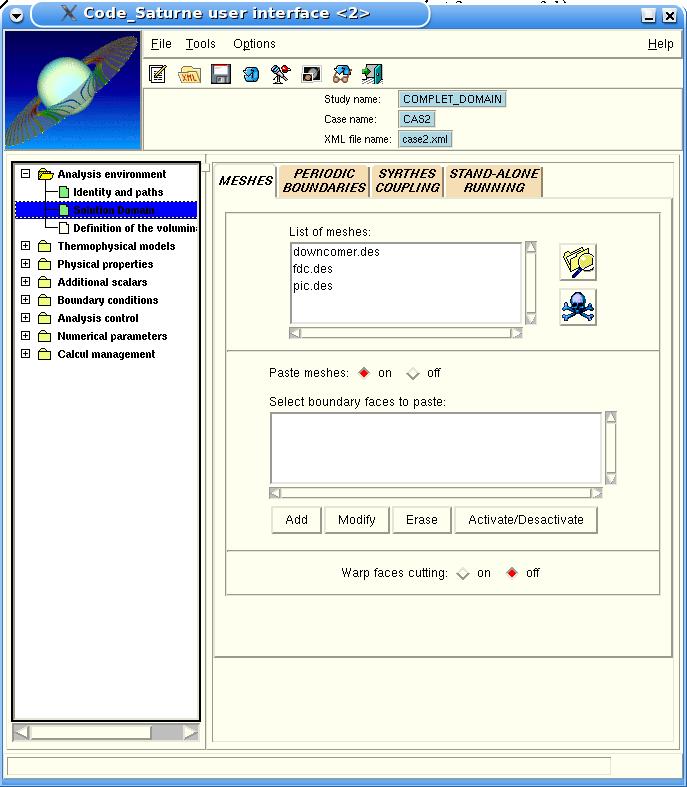 Code_Saturne user interface <2>
File Tools Options Help
Study name: COMPLET_DOMAIN
Case name: CAS2
XML file name: case2.xml
Analysis environment
Identity and paths
Solution Domain
Definition of the volumin
Thermophysical models
Physical properties
Additional scalars
Boundary conditions
Analysis control
Numerical parameters
Calcul management
MESHES
PERIODIC
BOUNDARIES
SYRTHES
COUPLING
STAND-ALONE
RUNNING
List of meshes:
downcomer.des
fdc.des
pic.des
Paste meshes: on off
Select boundary faces to paste:
Add Modify Erase Activate/Desactivate
Warp faces cutting: on off